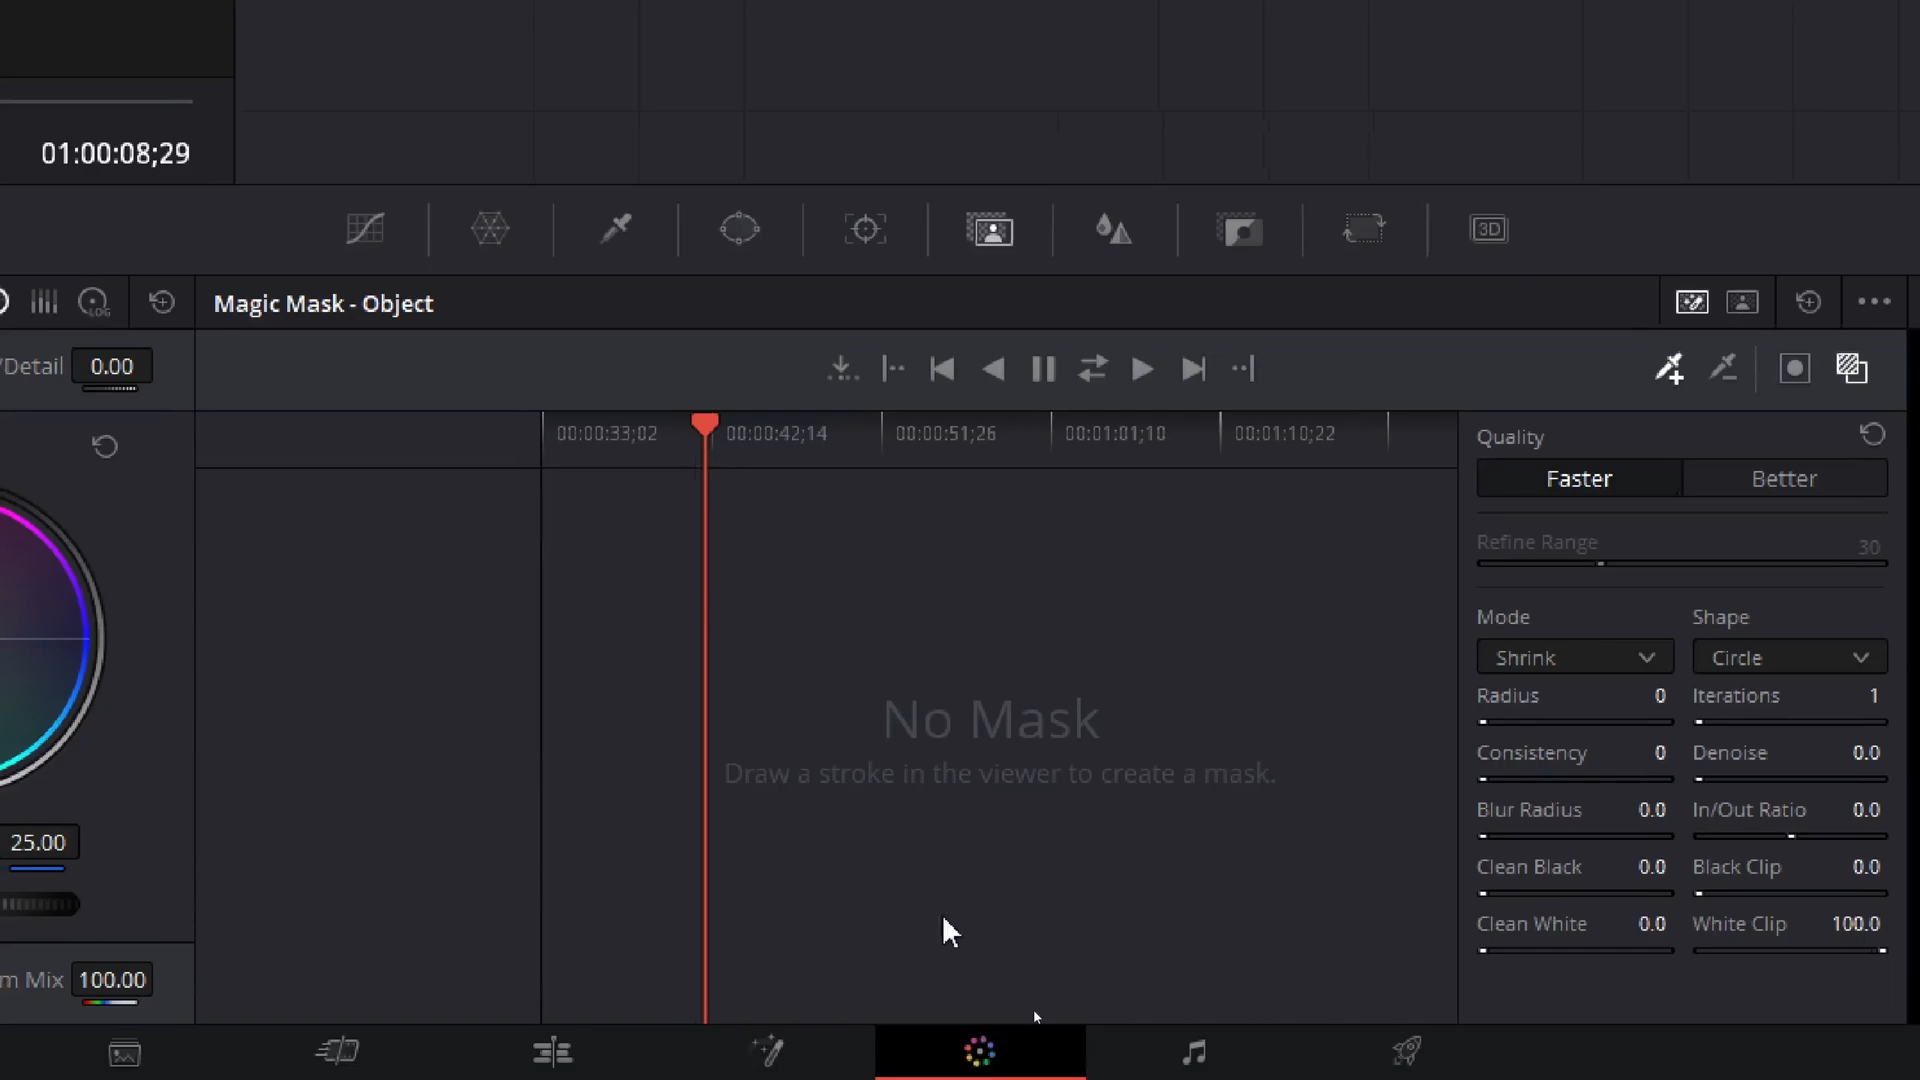 01:00:08;29
3D
LOG
Magic Mask - Object
/Detail 0.00
00:00:33;02 00:00:42;14 00:00:51;26 00:01:01;10 00:01:10;22
Quality
Faster Better
Refine Range 30
Mode Shape
Shrink Circle
Radius 0 Iterations 1
No Mask
Draw a stroke in the viewer to create a mask.
Consistency 0 Denoise 0.0
Blur Radius 0.0 In/Out Ratio 0.0
25.00
Clean Black 0.0 Black Clip 0.0
Clean White 0.0 White Clip 100.0
m Mix 100.00